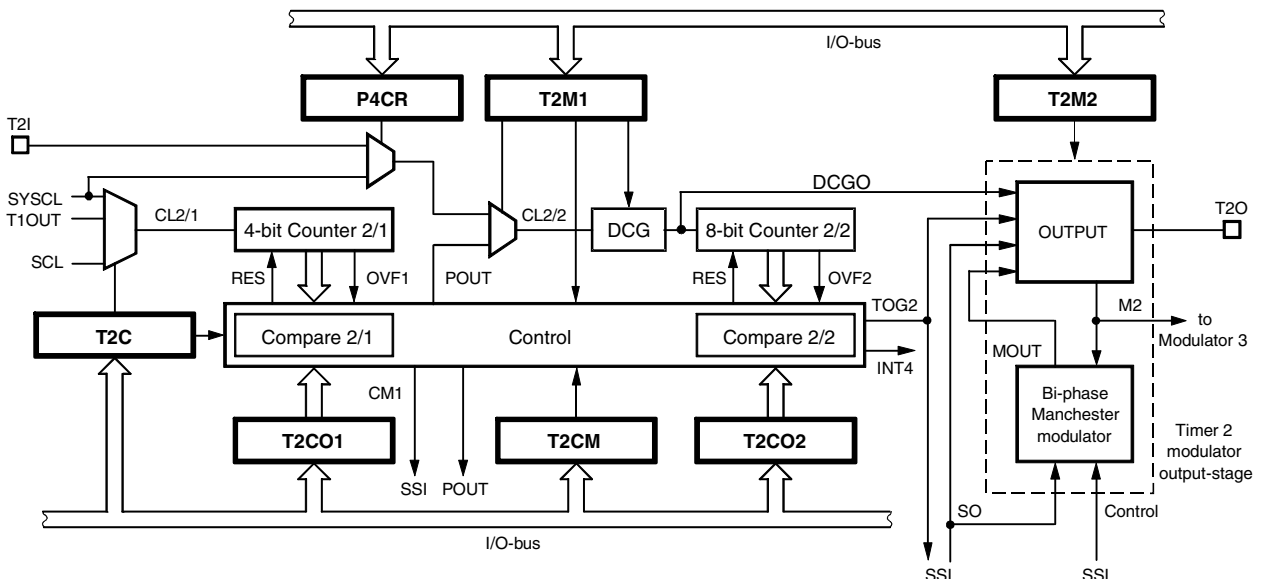 I/O-bus
P4CR
T2M1
T2M2
T2I
SYSCL
T1OUT
SCL
CL2/1
4-bit Counter 2/1
CL2/2
DCG
DCGO
8-bit Counter 2/2
OUTPUT
T2O
RES
OVF1
POUT
RES
OVF2
TOG2
M2
to
Modulator 3
T2C
Compare 2/1
Control
Compare 2/2
INT4
MOUT
CM1
Bi-phase
Manchester
modulator
T2CO1
T2CM
T2CO2
Timer 2
modulator
output-stage
SSI
POUT
SO
Control
I/O-bus
SSI
SSI